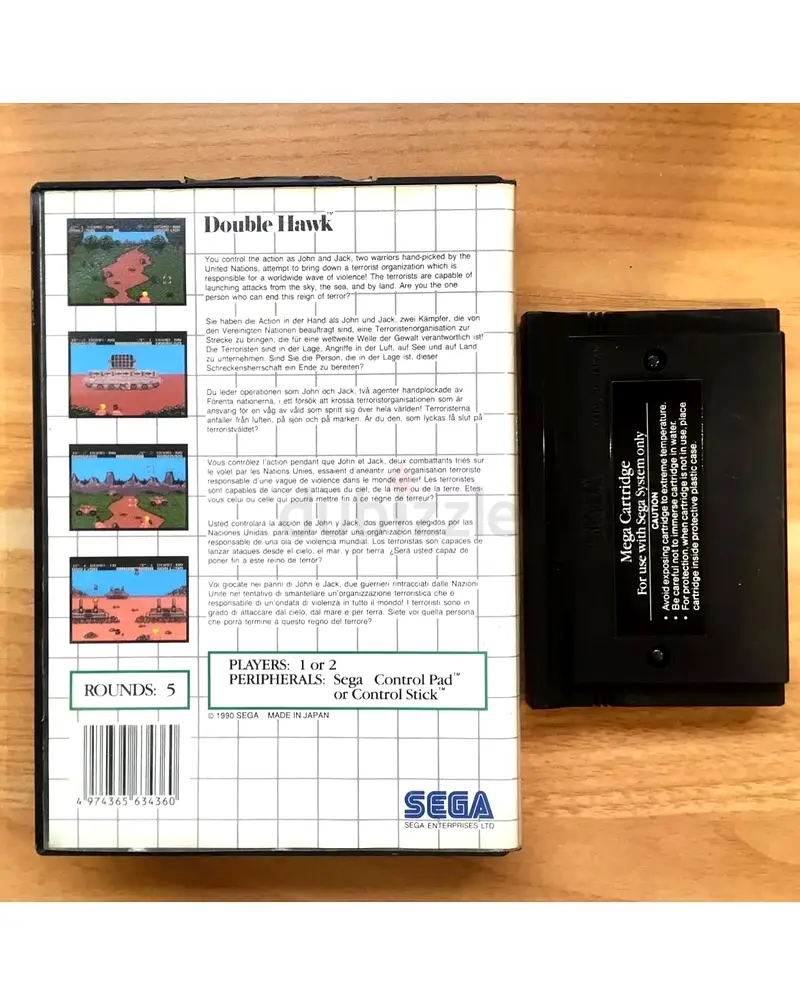 Double Hawk™
You control the action as John and Jack, two warriors hand-picked by the
United Nations, attempt to bring down a terrorist organization which is
responsible for a worldwide wave of violence! The terrorists are capable of
launching attacks from the sky, the sea, and by land. Are you the one
person who can end this reign of terror?
Sie haben die Action in der Hand als John und Jack, zwei Kämpfer, die von
den Vereinigten Nationen beauftragt sind, eine Terroristenorganisation zur
Strecke zu bringen, die für eine weltweite Welle der Gewalt verantwortlich ist!
Die Terroristen sind in der Lage, Angriffe in der Luft, auf See und auf Land
zu unternehmen. Sind Sie die Person, die in der Lage ist, dieser
Schreckensherrschaft ein Ende zu bereiten?
Du leder operationen som John och Jack, två agenter handplockade av
Förenta nationerna, i ett försök att krossa terroristorganisationen som är
ansvarig för en våg av våld som spritt sig över hela världen! Terroristerna
anfaller från luften, på sjön och på marken. Är du den, som lyckas få slut på
terroristväldet?
Vous contrôlez l'action pendant que John et Jack, deux combattants triés sur
le volet par les Nations Unies, essaient d'anéantir une organisation terroriste
responsable d'une vague de violence dans le monde entier! Les terroristes
sont capables de lancer des attaques du ciel, de la mer ou de la terre. Etes-
vous celui ou celle qui pourra mettre fin à ce règne de terreur?
Usted controlará la acción de John y Jack, dos guerreros elegidos por las
Naciones Unidas, para intentar derrotar una organización terrorista
responsable de una ola de violencia mundial. Los terroristas son capaces de
lanzar ataques desde el cielo, el mar, y por tierra. ¿Será usted capaz de
poner fin a este reino de terror?
Voi giocate nei panni di John e Jack, due guerrieri rintracciati dalle Nazioni
Unite nel tentativo di smantellare un'organizzazione terroristica che è
responsabile di un'ondata di violenza in tutto il mondo! I terroristi sono in
grado di attaccare dal cielo, dal mare e per terra. Siete voi quella persona
che porrà termine a questo regno del terrore?
ROUNDS: 5
PLAYERS: 1 or 2
PERIPHERALS: Sega Control Pad™
or Control Stick™
© 1990 SEGA MADE IN JAPAN
4 974365 634360
SEGA
SEGA ENTERPRISES LTD
dubizzle
Mega Cartridge
For use with Sega System only
CAUTION
• Avoid exposing cartridge to extreme temperature.
• Be careful not to immerse cartridge in water.
• For protection, when cartridge is not in use, place
cartridge inside protective plastic case.